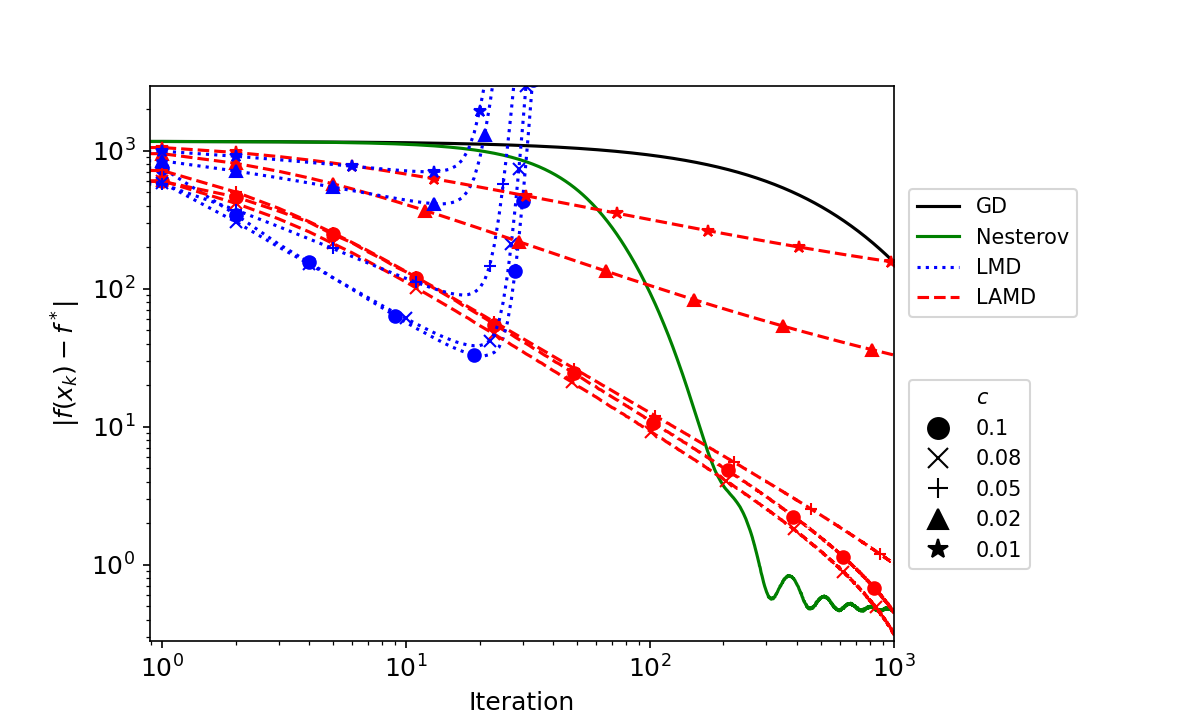 10³
10²
10¹
10⁰
|f(xₖ) − f*|
10⁰
10¹
10²
10³
Iteration
GD
Nesterov
LMD
LAMD
c
0.1
0.08
0.05
0.02
0.01